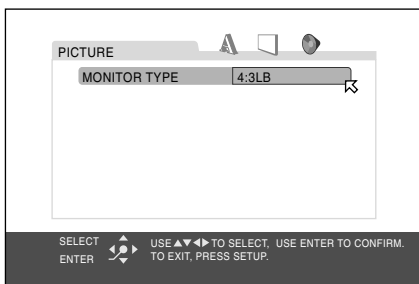 PICTURE
MONITOR TYPE 4:3LB
SELECT
ENTER
USE▲▼◀▶TO SELECT, USE ENTER TO CONFIRM.
TO EXIT, PRESS SETUP.